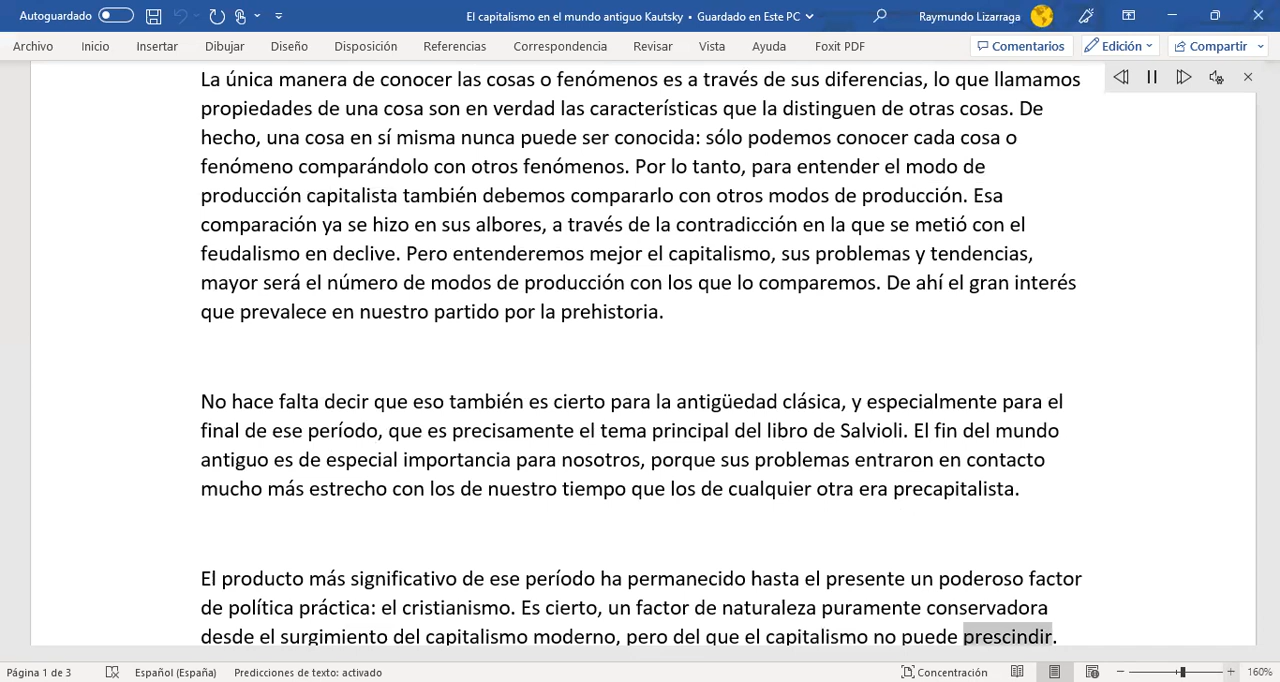 Autoguardado
El capitalismo en el mundo antiguo Kautsky • Guardado en Este PC
Raymundo Lizarraga
Archivo Inicio Insertar Dibujar Diseño Disposición Referencias Correspondencia Revisar Vista Ayuda Foxit PDF Comentarios Edición Compartir
La única manera de conocer las cosas o fenómenos es a través de sus diferencias, lo que llamamos
propiedades de una cosa son en verdad las características que la distinguen de otras cosas. De
hecho, una cosa en sí misma nunca puede ser conocida: sólo podemos conocer cada cosa o
fenómeno comparándolo con otros fenómenos. Por lo tanto, para entender el modo de
producción capitalista también debemos compararlo con otros modos de producción. Esa
comparación ya se hizo en sus albores, a través de la contradicción en la que se metió con el
feudalismo en declive. Pero entenderemos mejor el capitalismo, sus problemas y tendencias,
mayor será el número de modos de producción con los que lo comparemos. De ahí el gran interés
que prevalece en nuestro partido por la prehistoria.
No hace falta decir que eso también es cierto para la antigüedad clásica, y especialmente para el
final de ese período, que es precisamente el tema principal del libro de Salvioli. El fin del mundo
antiguo es de especial importancia para nosotros, porque sus problemas entraron en contacto
mucho más estrecho con los de nuestro tiempo que los de cualquier otra era precapitalista.
El producto más significativo de ese período ha permanecido hasta el presente un poderoso factor
de política práctica: el cristianismo. Es cierto, un factor de naturaleza puramente conservadora
desde el surgimiento del capitalismo moderno, pero del que el capitalismo no puede prescindir.
Página 1 de 3 Español (España) Predicciones de texto: activado Concentración 160%